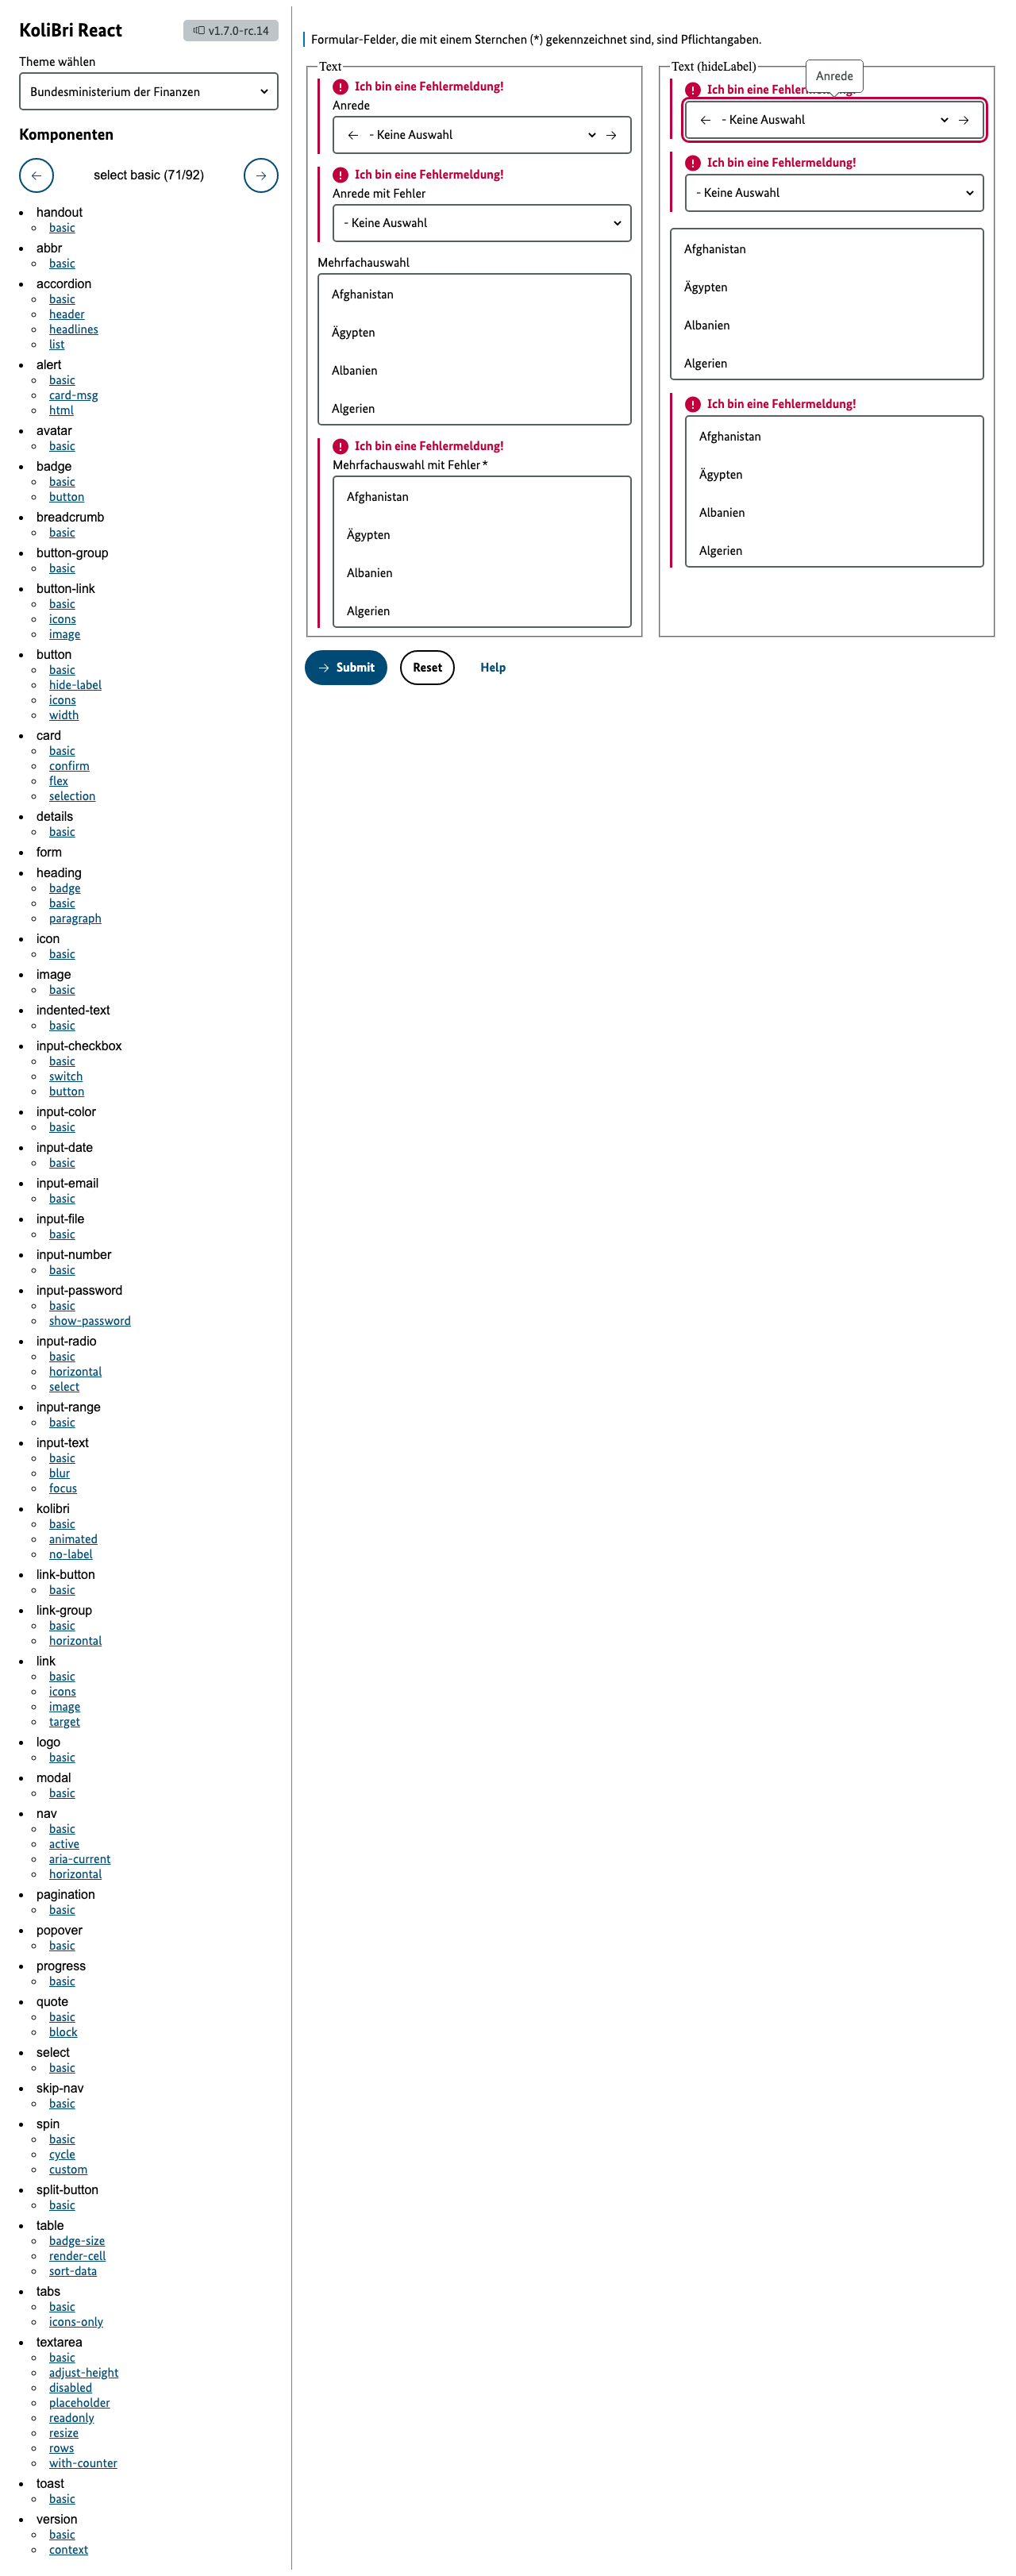 KoliBri React
v1.7.0-rc.14
Theme wählen
Bundesministerium der Finanzen
Komponenten
select basic (71/92)
handout
basic
abbr
basic
accordion
basic
header
headlines
list
alert
basic
card-msg
html
avatar
basic
badge
basic
button
breadcrumb
basic
button-group
basic
button-link
basic
icons
image
button
basic
hide-label
icons
width
card
basic
confirm
flex
selection
details
basic
form
heading
badge
basic
paragraph
icon
basic
image
basic
indented-text
basic
input-checkbox
basic
switch
button
input-color
basic
input-date
basic
input-email
basic
input-file
basic
input-number
basic
input-password
basic
show-password
input-radio
basic
horizontal
select
input-range
basic
input-text
basic
blur
focus
kolibri
basic
animated
no-label
link-button
basic
link-group
basic
horizontal
link
basic
icons
image
target
logo
basic
modal
basic
nav
basic
active
aria-current
horizontal
pagination
basic
popover
basic
progress
basic
quote
basic
block
select
basic
skip-nav
basic
spin
basic
cycle
custom
split-button
basic
table
badge-size
render-cell
sort-data
tabs
basic
icons-only
textarea
basic
adjust-height
disabled
placeholder
readonly
resize
rows
with-counter
toast
basic
version
basic
context
Formular-Felder, die mit einem Sternchen (*) gekennzeichnet sind, sind Pflichtangaben.
Text
Ich bin eine Fehlermeldung!
Anrede
- Keine Auswahl
Ich bin eine Fehlermeldung!
Anrede mit Fehler
- Keine Auswahl
Mehrfachauswahl
Afghanistan
Ägypten
Albanien
Algerien
Ich bin eine Fehlermeldung!
Mehrfachauswahl mit Fehler *
Afghanistan
Ägypten
Albanien
Algerien
Text (hideLabel)
Anrede
Ich bin eine
- Keine Auswahl
Ich bin eine Fehlermeldung!
- Keine Auswahl
Afghanistan
Ägypten
Albanien
Algerien
Ich bin eine Fehlermeldung!
Afghanistan
Ägypten
Albanien
Algerien
Submit
Reset
Help